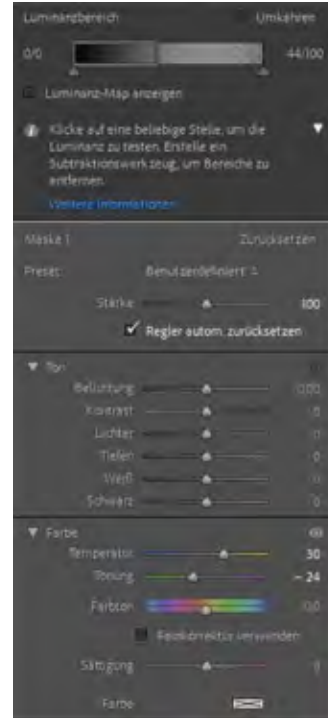 Luminanzbereich Umkehren
0/0 44/100
Luminanz-Map anzeigen
Klicke auf eine beliebige Stelle, um die
Luminanz zu testen. Erstelle ein
Subtraktionswerkzeug, um Bereiche zu
entfernen.
Weitere Informationen
Maske 1 Zurücksetzen
Preset: Benutzerdefiniert
Stärke 100
Regler autom. zurücksetzen
Ton
Belichtung 0,00
Kontrast 0
Lichter 0
Tiefen 0
Weiß 0
Schwarz 0
Farbe
Temperatur 30
Tönung - 24
Farbton 0,0
Feinkorrektur verwenden
Sättigung 0
Farbe